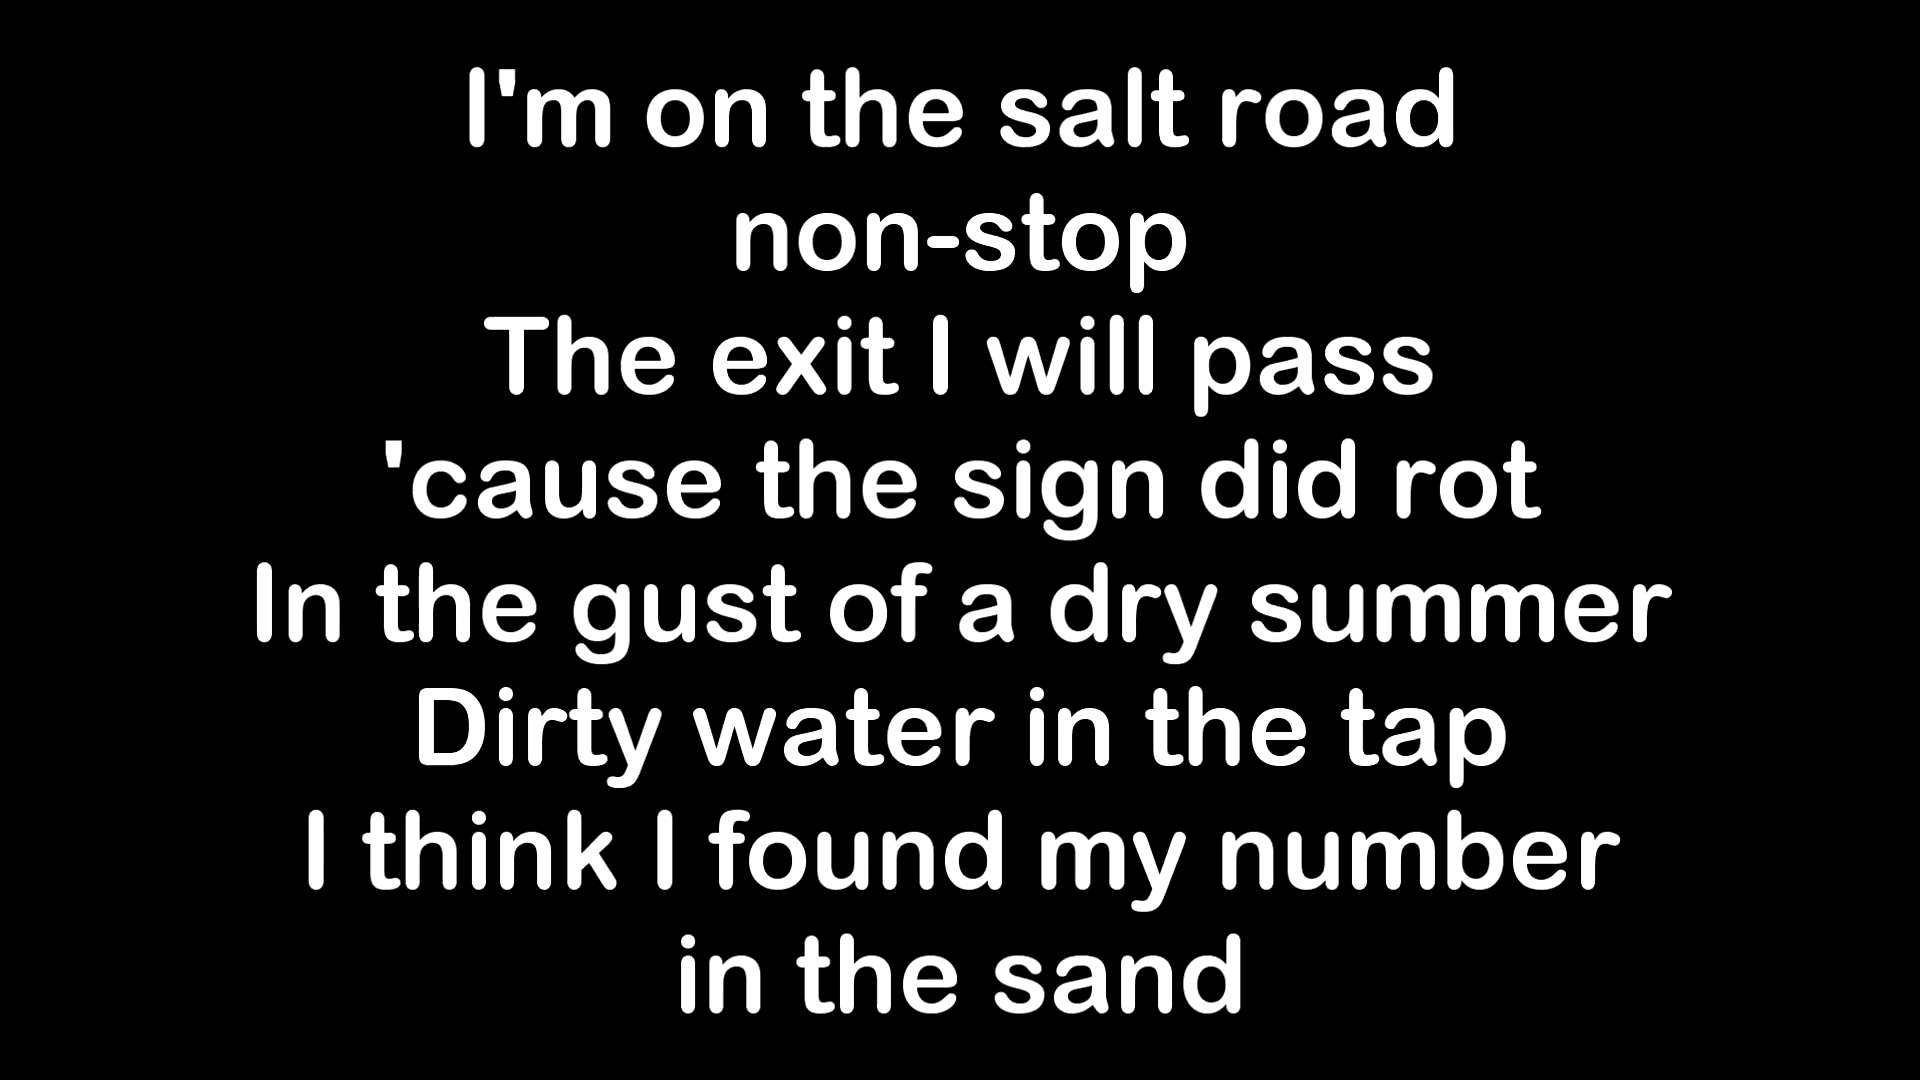 I'm on the salt road
non-stop
The exit I will pass
'cause the sign did rot
In the gust of a dry summer
Dirty water in the tap
I think I found my number
in the sand